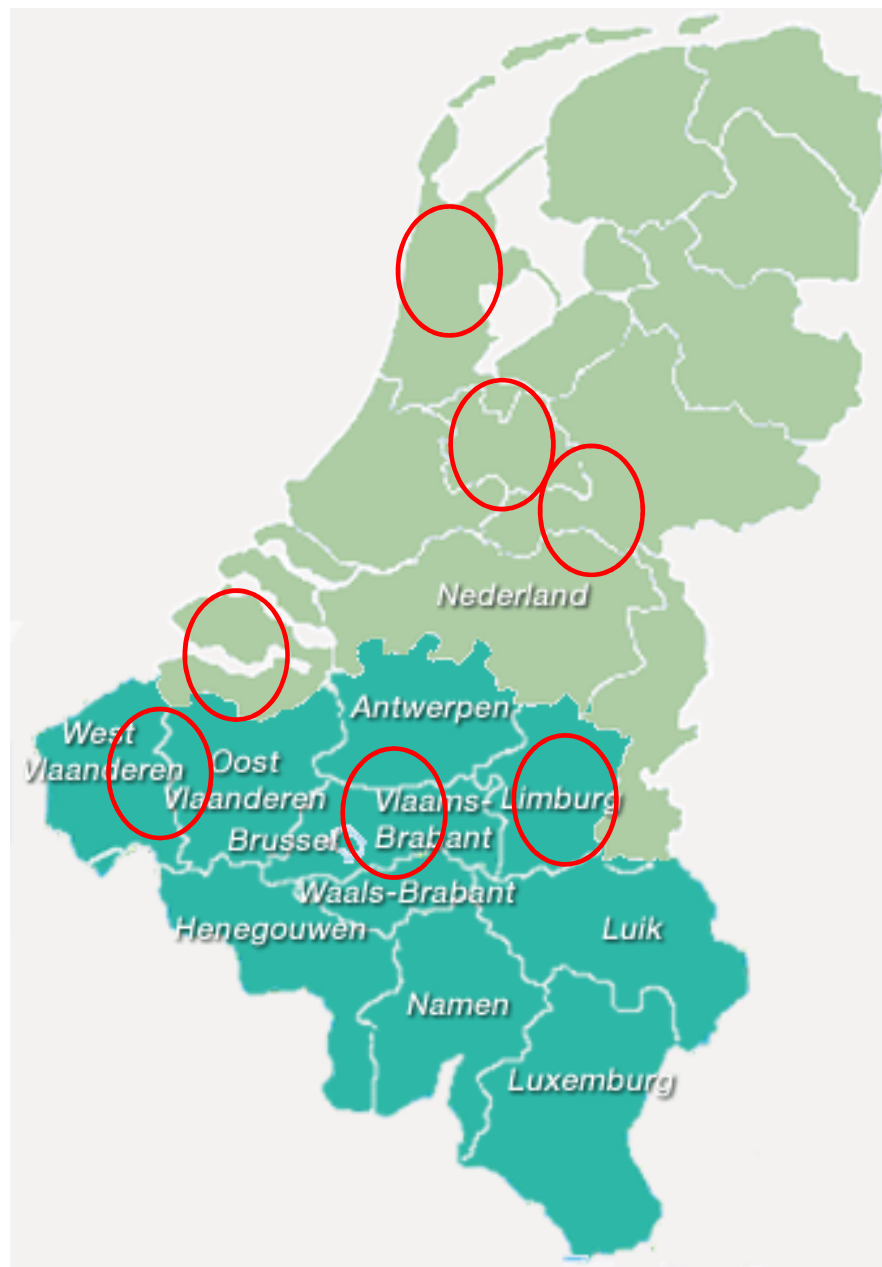 Nederland
Antwerpen
West
Vlaanderen
Oost
Vlaanderen
Vlaams-
Brabant
Limburg
Brussel
Waals-Brabant
Henegouwen
Luik
Namen
Luxemburg